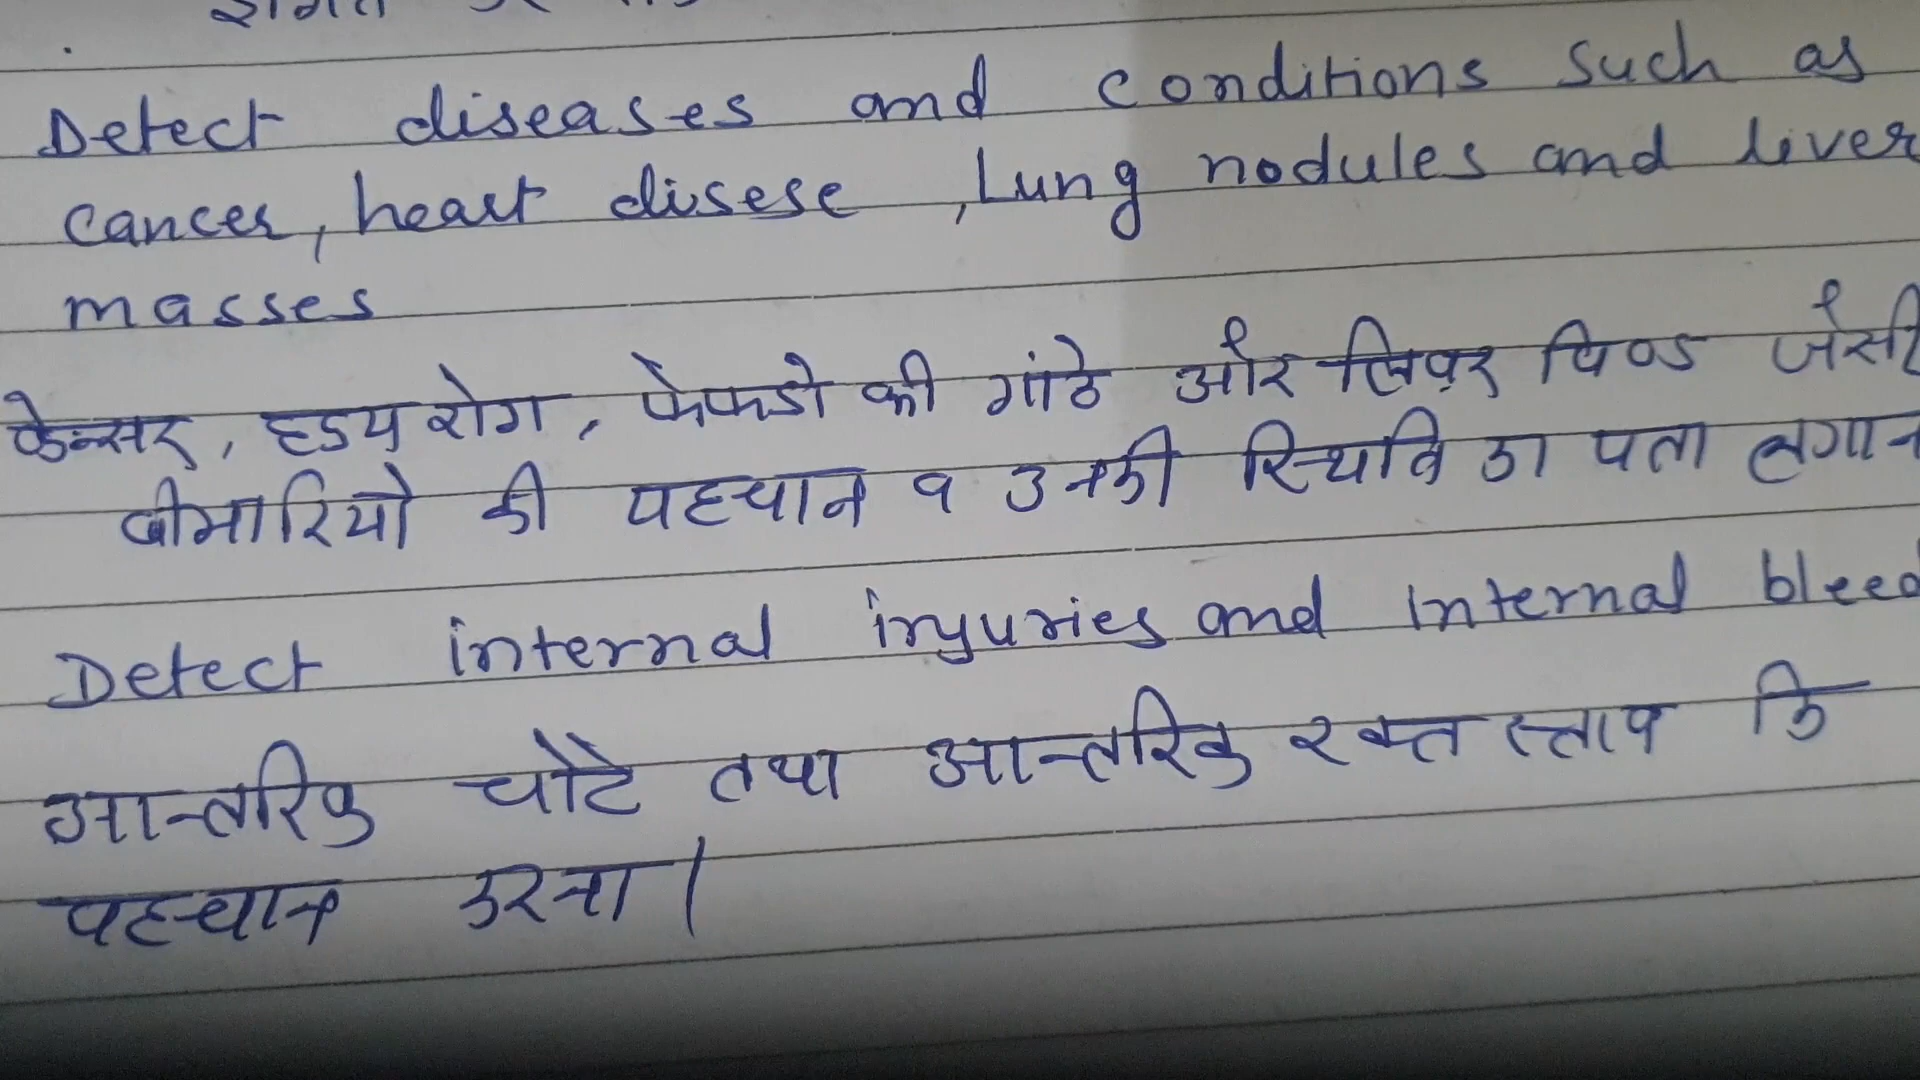 Detect diseases and conditions such as
cancer, heart disese , Lung nodules and liver
masses
केन्सर, हृदय रोग, फेफडो की गांठे और लिवर पिण्ड जैसी
बीमारियो की पहचान व उनकी स्थिति का पता लगान
Detect internal injuries and internal bleed
आन्तरिक चोटे तथा आन्तरिक रक्त स्त्राव कि
पहचान करना।